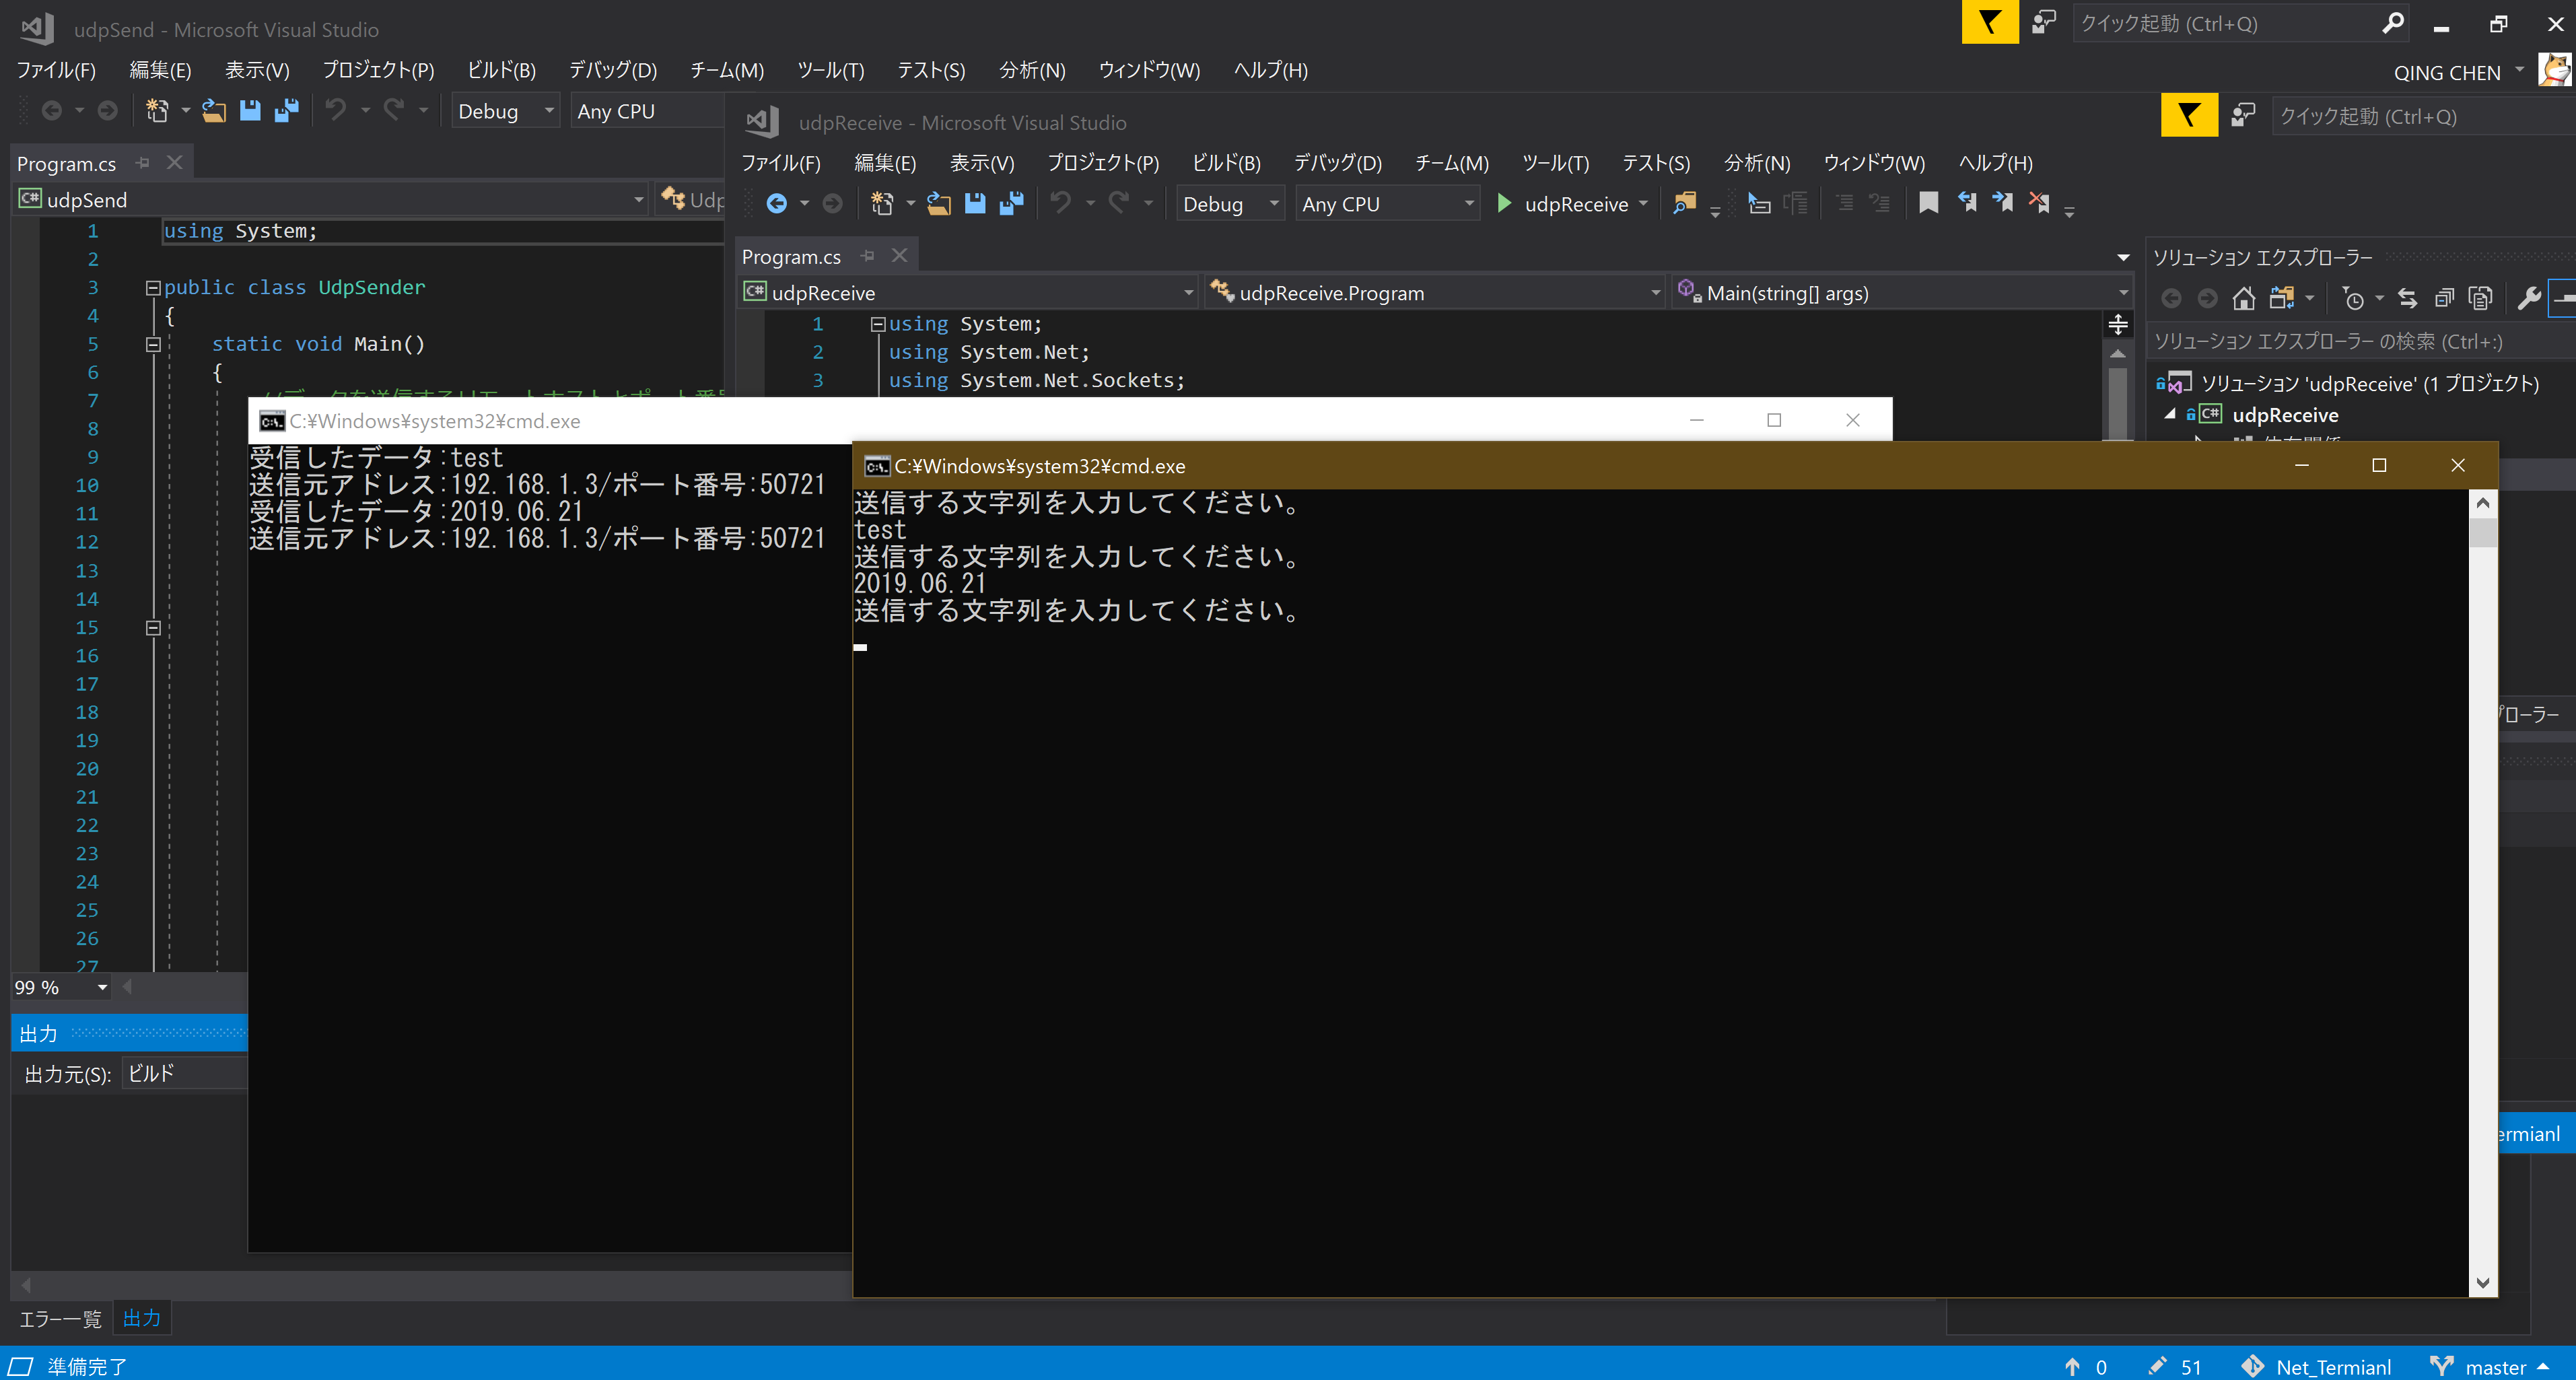 udpSend - Microsoft Visual Studio
クイック起動 (Ctrl+Q)
ファイル(F) 編集(E) 表示(V) プロジェクト(P) ビルド(B) デバッグ(D) チーム(M) ツール(T) テスト(S) 分析(N) ウィンドウ(W) ヘルプ(H)
QING CHEN
Debug Any CPU
Program.cs
C# udpSend
1 using System;
2
3 public class UdpSender
4 {
5 static void Main()
6 {
7
8
9
10
11
12
13
14
15
16
17
18
19
20
21
22
23
24
25
26
27
99 %
出力
出力元(S): ビルド
エラー一覧 出力
準備完了
udpReceive - Microsoft Visual Studio
クイック起動 (Ctrl+Q)
ファイル(F) 編集(E) 表示(V) プロジェクト(P) ビルド(B) デバッグ(D) チーム(M) ツール(T) テスト(S) 分析(N) ウィンドウ(W) ヘルプ(H)
Debug Any CPU udpReceive
Program.cs
C# udpReceive udpReceive.Program Main(string[] args)
1 using System;
2 using System.Net;
3 using System.Net.Sockets;
ソリューション エクスプローラー
ソリューション エクスプローラー の検索 (Ctrl+:)
ソリューション 'udpReceive' (1 プロジェクト)
C# udpReceive
C:¥Windows¥system32¥cmd.exe
受信したデータ:test
送信元アドレス:192.168.1.3/ポート番号:50721
受信したデータ:2019.06.21
送信元アドレス:192.168.1.3/ポート番号:50721
C:¥Windows¥system32¥cmd.exe
送信する文字列を入力してください。
test
送信する文字列を入力してください。
2019.06.21
送信する文字列を入力してください。
プローラー
ermianl
0 51 Net_Termianl master